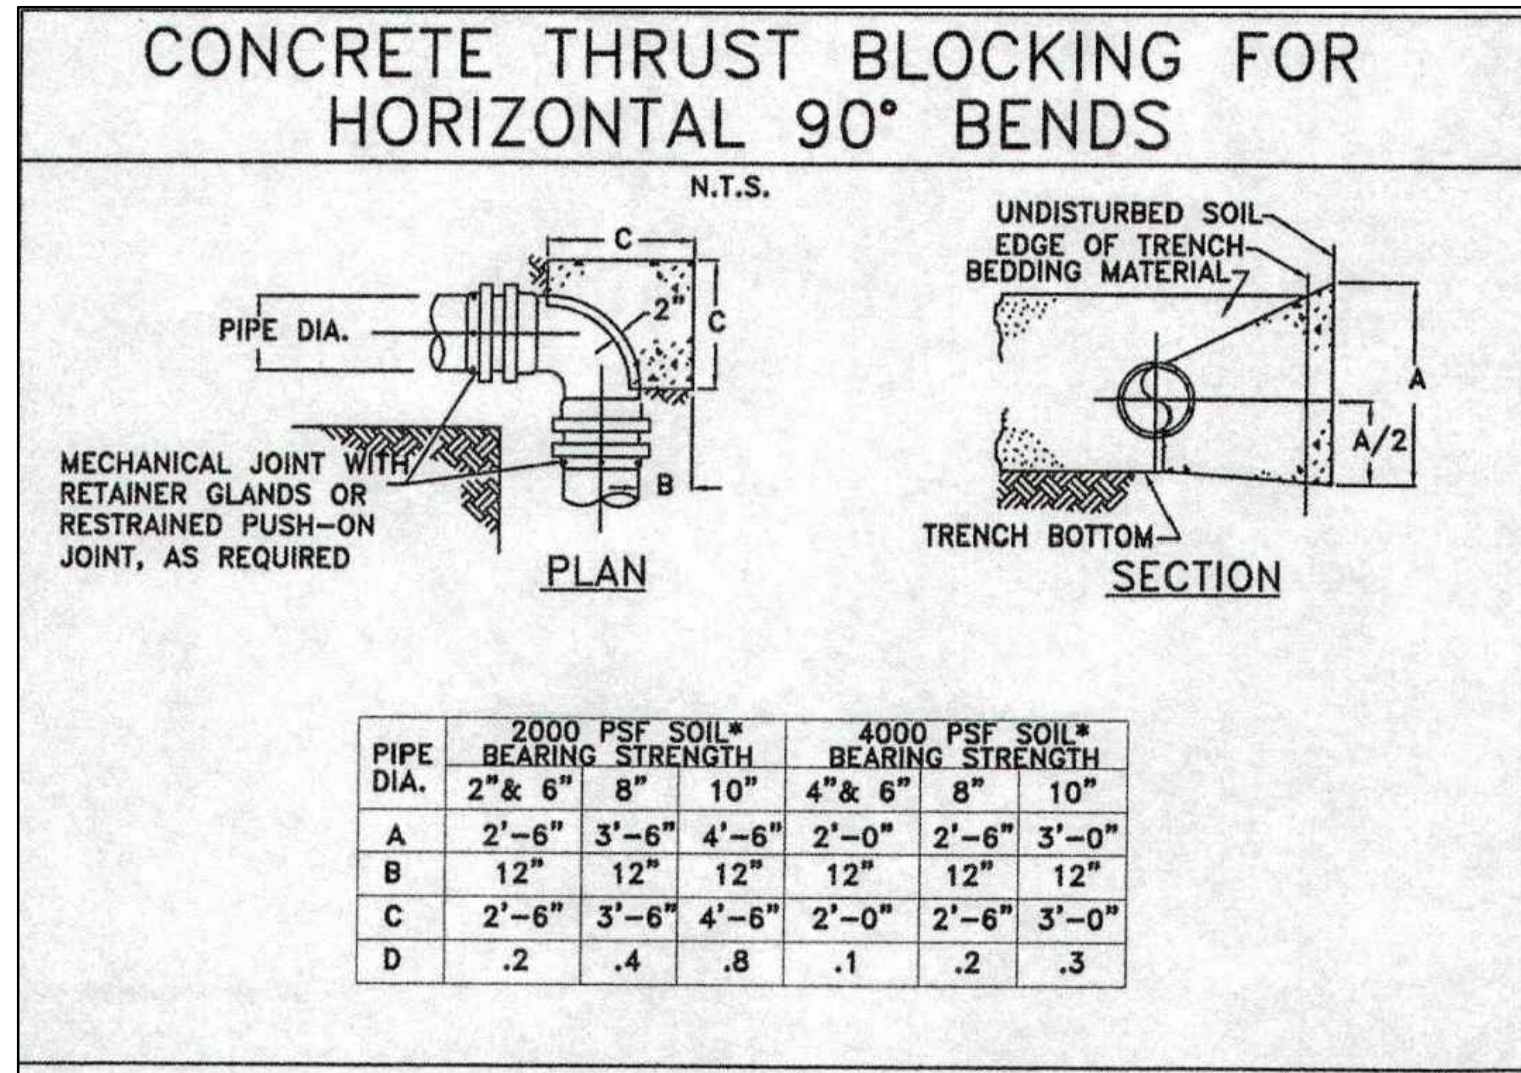 CONCRETE THRUST BLOCKING FOR
HORIZONTAL 90° BENDS
N.T.S.
C
C
2"
PIPE DIA.
MECHANICAL JOINT WITH
RETAINER GLANDS OR
RESTRAINED PUSH-ON
JOINT, AS REQUIRED
B
PLAN
UNDISTURBED SOIL
EDGE OF TRENCH
BEDDING MATERIAL
A
A/2
TRENCH BOTTOM
SECTION
PIPE DIA. 2000 PSF SOIL* BEARING STRENGTH 4000 PSF SOIL* BEARING STRENGTH
2"& 6" 8" 10" 4"& 6" 8" 10"
A 2'-6" 3'-6" 4'-6" 2'-0" 2'-6" 3'-0"
B 12" 12" 12" 12" 12" 12"
C 2'-6" 3'-6" 4'-6" 2'-0" 2'-6" 3'-0"
D .2 .4 .8 .1 .2 .3